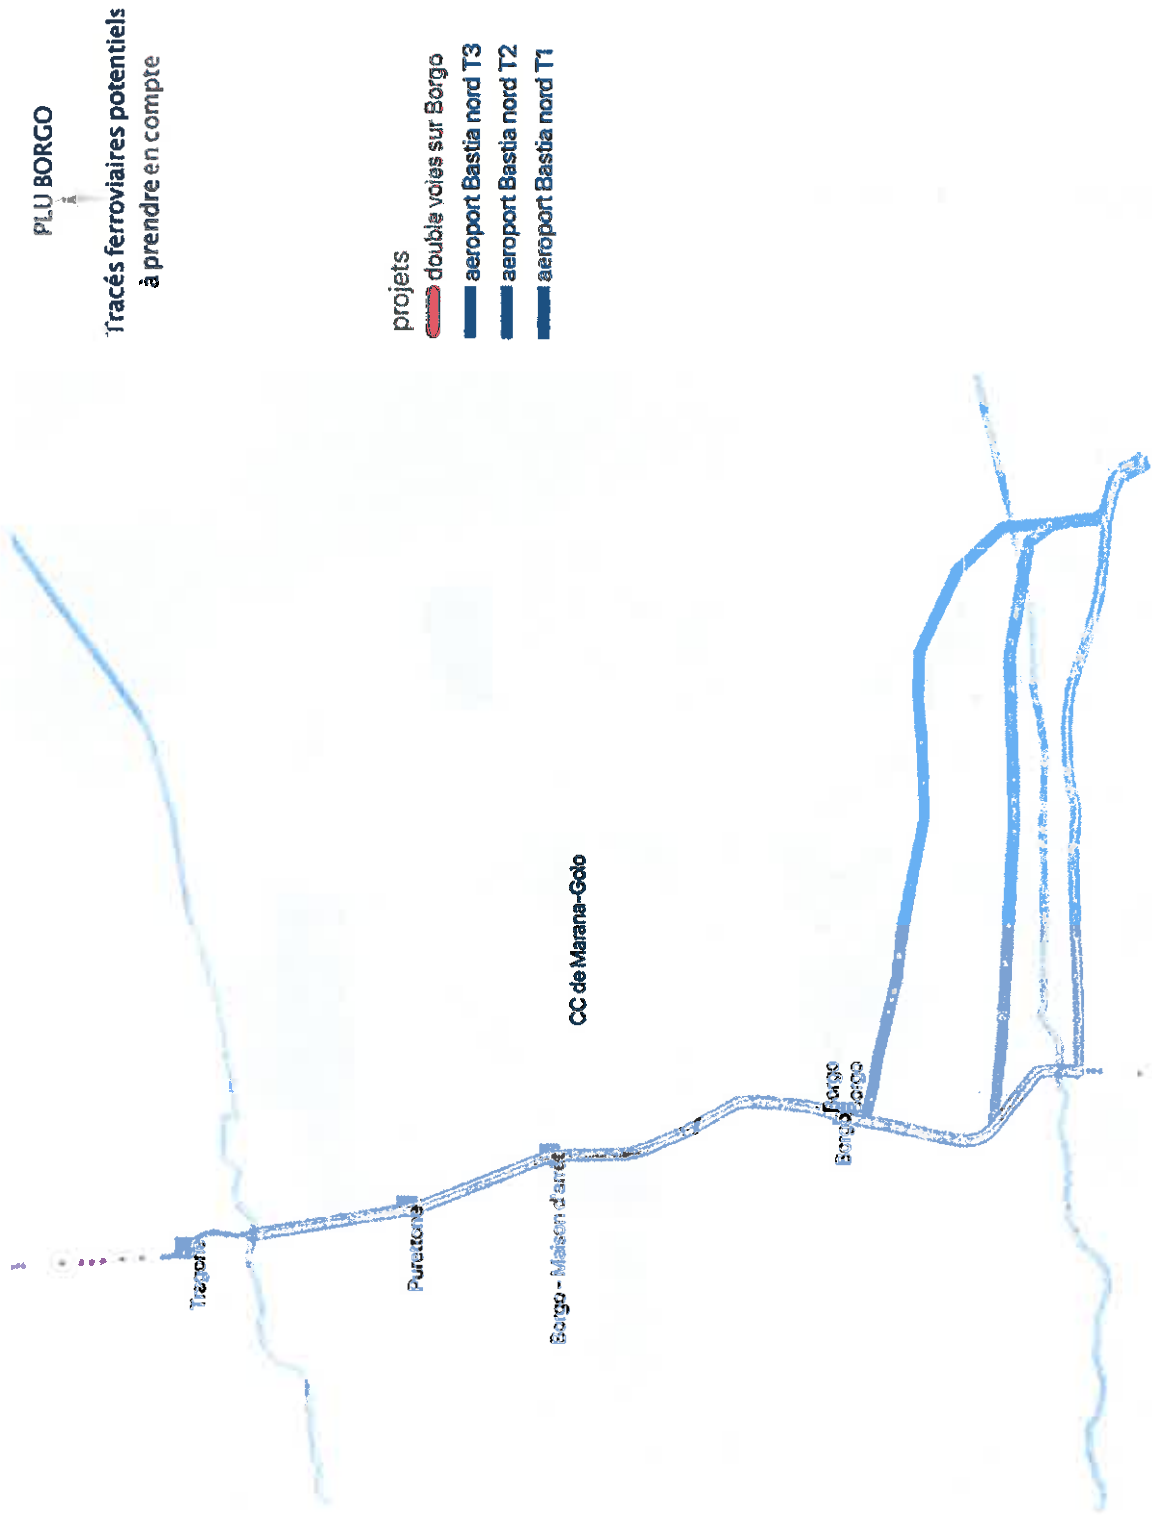 PLU BORGO
Tracés ferroviaires potentiels
à prendre en compte
projets
double voies sur Borgo
aeroport Bastia nord T3
aeroport Bastia nord T2
aeroport Bastia nord T1
Tragone
Purettone
Borgo - Maison d'arrêt
CC de Marana-Golo
Borgo
Borgo
Borgo